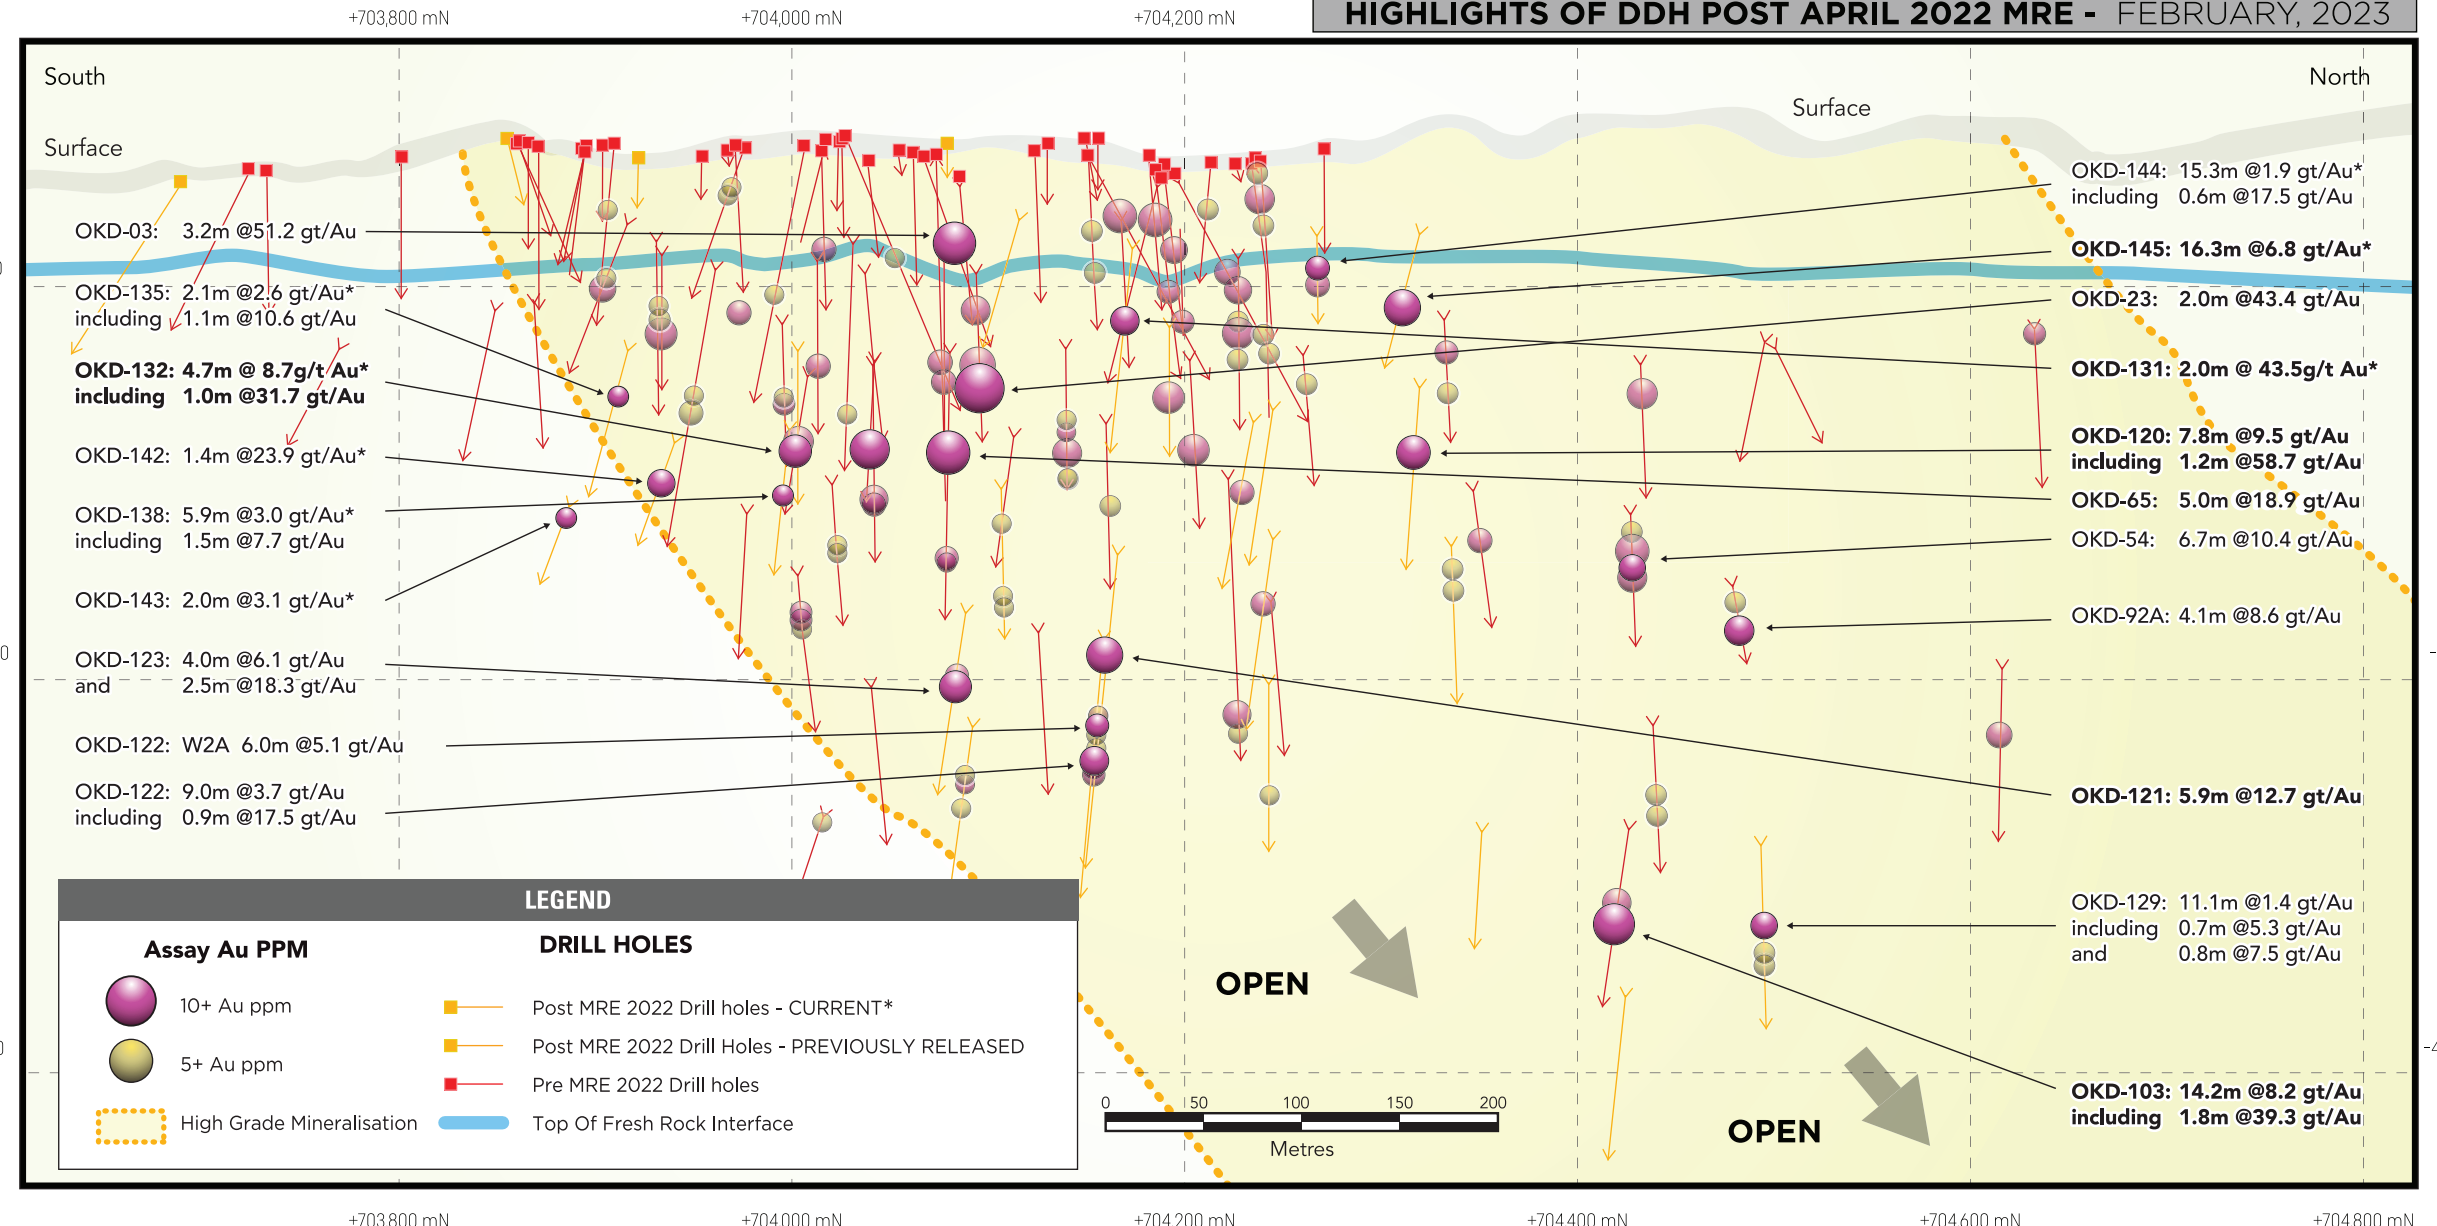 +703,800 mN
+704,000 mN
+704,200 mN
HIGHLIGHTS OF DDH POST APRIL 2022 MRE - FEBRUARY, 2023
South
North
Surface
Surface
OKD-03: 3.2m @51.2 gt/Au
OKD-135: 2.1m @2.6 gt/Au*
including 1.1m @10.6 gt/Au
OKD-132: 4.7m @ 8.7g/t Au*
including 1.0m @31.7 gt/Au
OKD-142: 1.4m @23.9 gt/Au*
OKD-138: 5.9m @3.0 gt/Au*
including 1.5m @7.7 gt/Au
OKD-143: 2.0m @3.1 gt/Au*
OKD-123: 4.0m @6.1 gt/Au
and 2.5m @18.3 gt/Au
OKD-122: W2A 6.0m @5.1 gt/Au
OKD-122: 9.0m @3.7 gt/Au
including 0.9m @17.5 gt/Au
OKD-144: 15.3m @1.9 gt/Au*
including 0.6m @17.5 gt/Au
OKD-145: 16.3m @6.8 gt/Au*
OKD-23: 2.0m @43.4 gt/Au
OKD-131: 2.0m @ 43.5g/t Au*
OKD-120: 7.8m @9.5 gt/Au
including 1.2m @58.7 gt/Au
OKD-65: 5.0m @18.9 gt/Au
OKD-54: 6.7m @10.4 gt/Au
OKD-92A: 4.1m @8.6 gt/Au
OKD-121: 5.9m @12.7 gt/Au
OKD-129: 11.1m @1.4 gt/Au
including 0.7m @5.3 gt/Au
and 0.8m @7.5 gt/Au
OKD-103: 14.2m @8.2 gt/Au
including 1.8m @39.3 gt/Au
OPEN
OPEN
LEGEND
Assay Au PPM
10+ Au ppm
5+ Au ppm
High Grade Mineralisation
DRILL HOLES
Post MRE 2022 Drill holes - CURRENT*
Post MRE 2022 Drill Holes - PREVIOUSLY RELEASED
Pre MRE 2022 Drill holes
Top Of Fresh Rock Interface
0 50 100 150 200
Metres
+703,800 mN
+704,000 mN
+704,200 mN
+704,400 mN
+704,600 mN
+704,800 mN